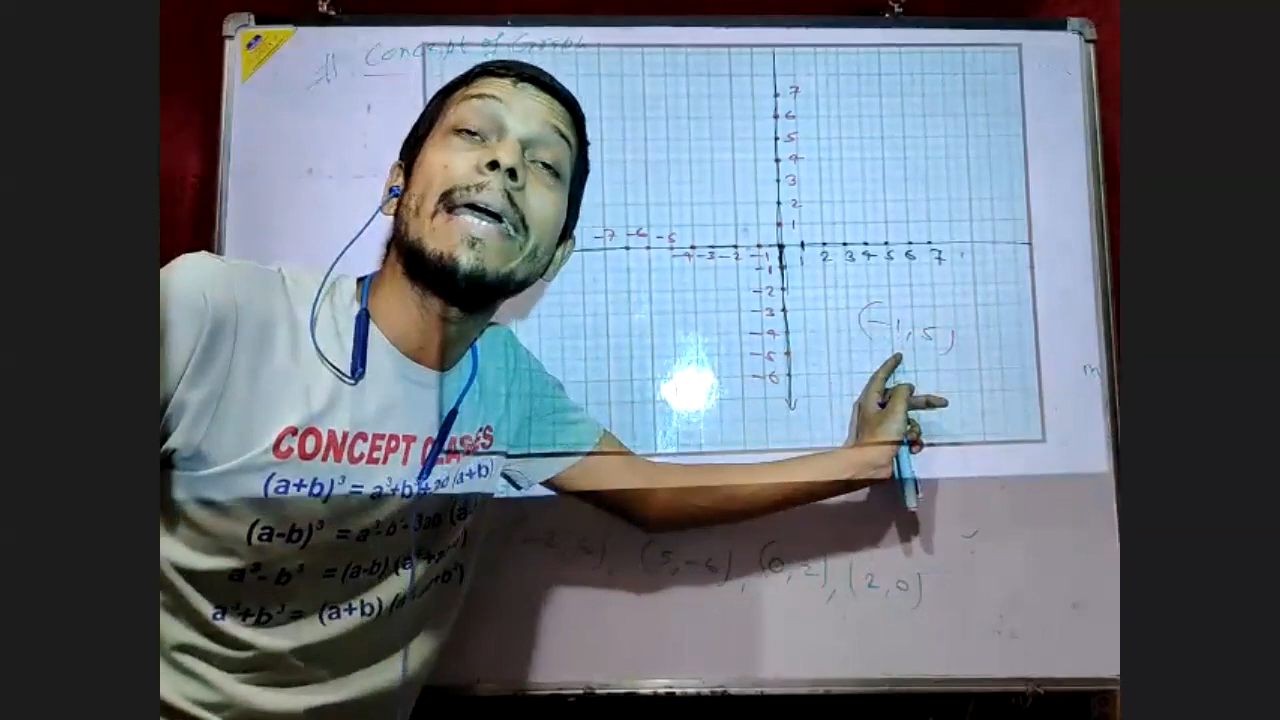 Concept of Graph
7
6
5
4
3
2
1
-7 -6 -5 -4 -3 -2 -1 1 2 3 4 5 6 7
-1
-2
-3
-4
-5
-6
(-1, 5)
m
CONCEPT CLASES
(a+b)³ = a³+b³+
(a+b)
(a-b)³ = a³-b³-3ab (a
a³-b³ = (a-b) (a²+
a³+b³ = (a+b)
(5, -6), (0, 2), (2, 0)